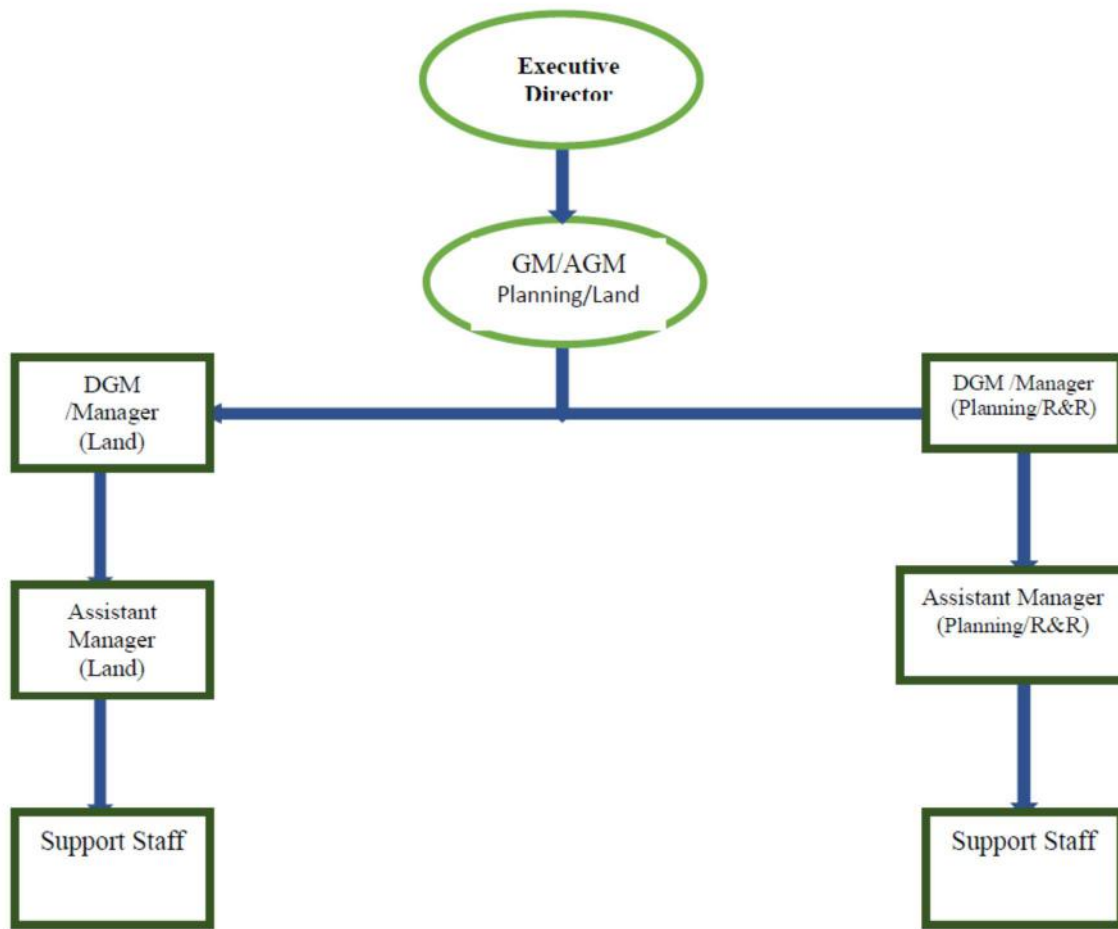 Executive
Director
GM/AGM
Planning/Land
DGM
/Manager
(Land)
DGM /Manager
(Planning/R&R)
Assistant
Manager
(Land)
Assistant Manager
(Planning/R&R)
Support Staff
Support Staff